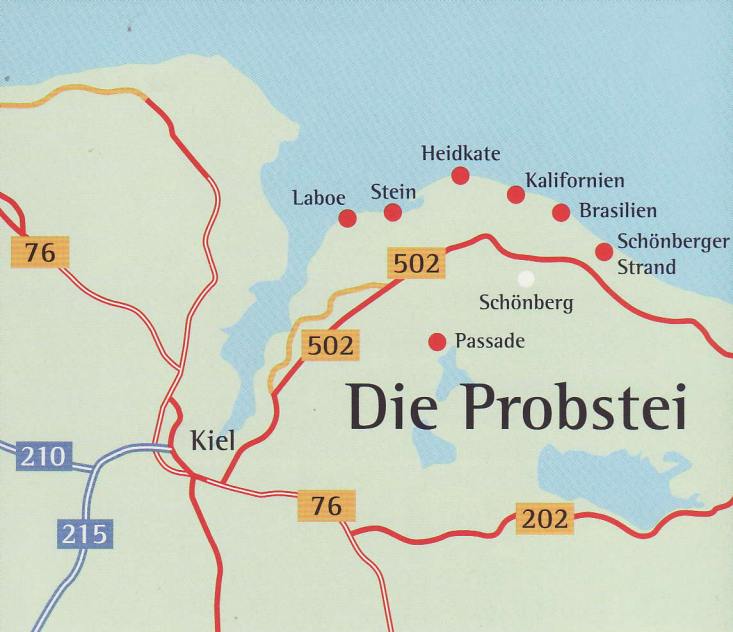 Heidkate
Kalifornien
Laboe
Stein
Brasilien
Schönberger
Strand
76
502
Schönberg
502
Passade
Die Probstei
Kiel
210
76
202
215